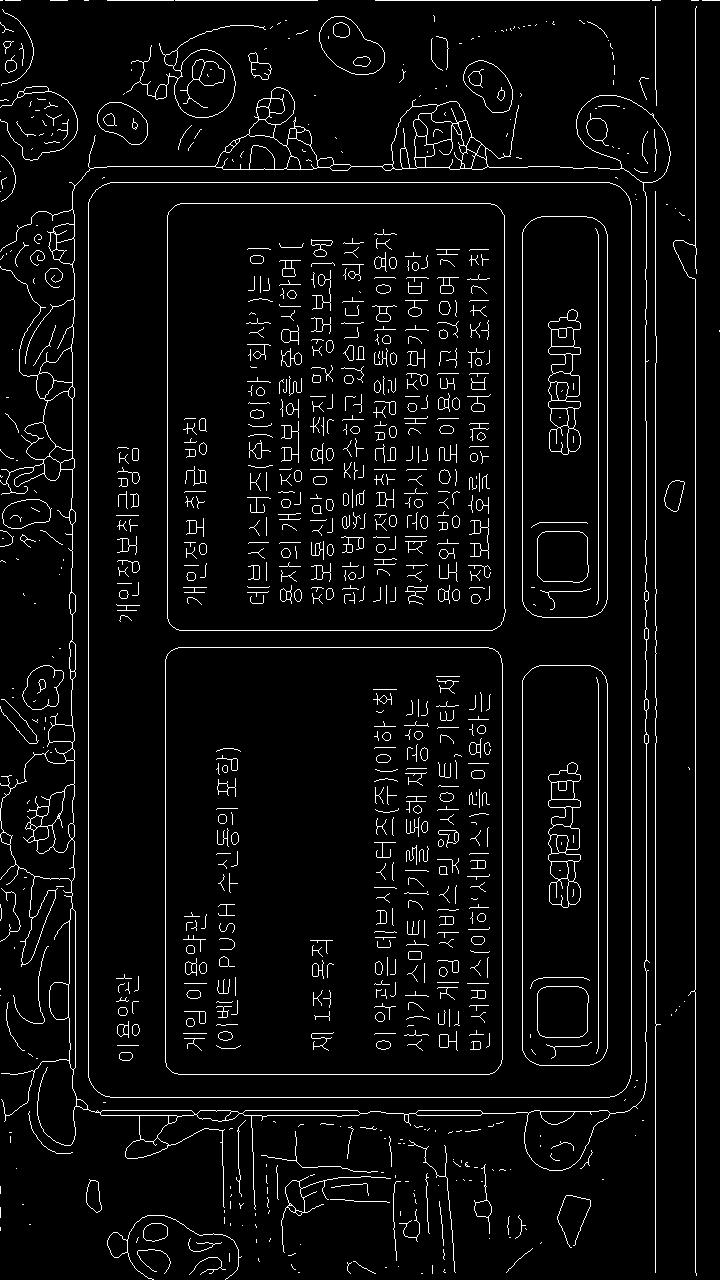 이용약관
게임 이용약관
(이벤트 PUSH 수신동의 포함)
제 1조 목적
이 약관은 데브시스터즈(주)(이하 '회
사')가 스마트 기기를 통해 제공하는
모든 게임 서비스 및 웹사이트, 기타 제
반 서비스(이하'서비스')를 이용하는
동의합니다.
개인정보취급방침
개인정보 취급 방침
데브시스터즈(주)(이하 '회사' )는 이
용자의 개인정보보호를 중요시하며 [
정보통신망 이용 촉진 및 정보보호]에
관한 법률을 준수하고 있습니다. 회사
는 개인정보취급방침을 통하여 이용자
께서 제공하시는 개인정보가 어떠한
용도와 방식으로 이용되고 있으며 개
인정보보호를 위해 어떠한 조치가 취
동의합니다.